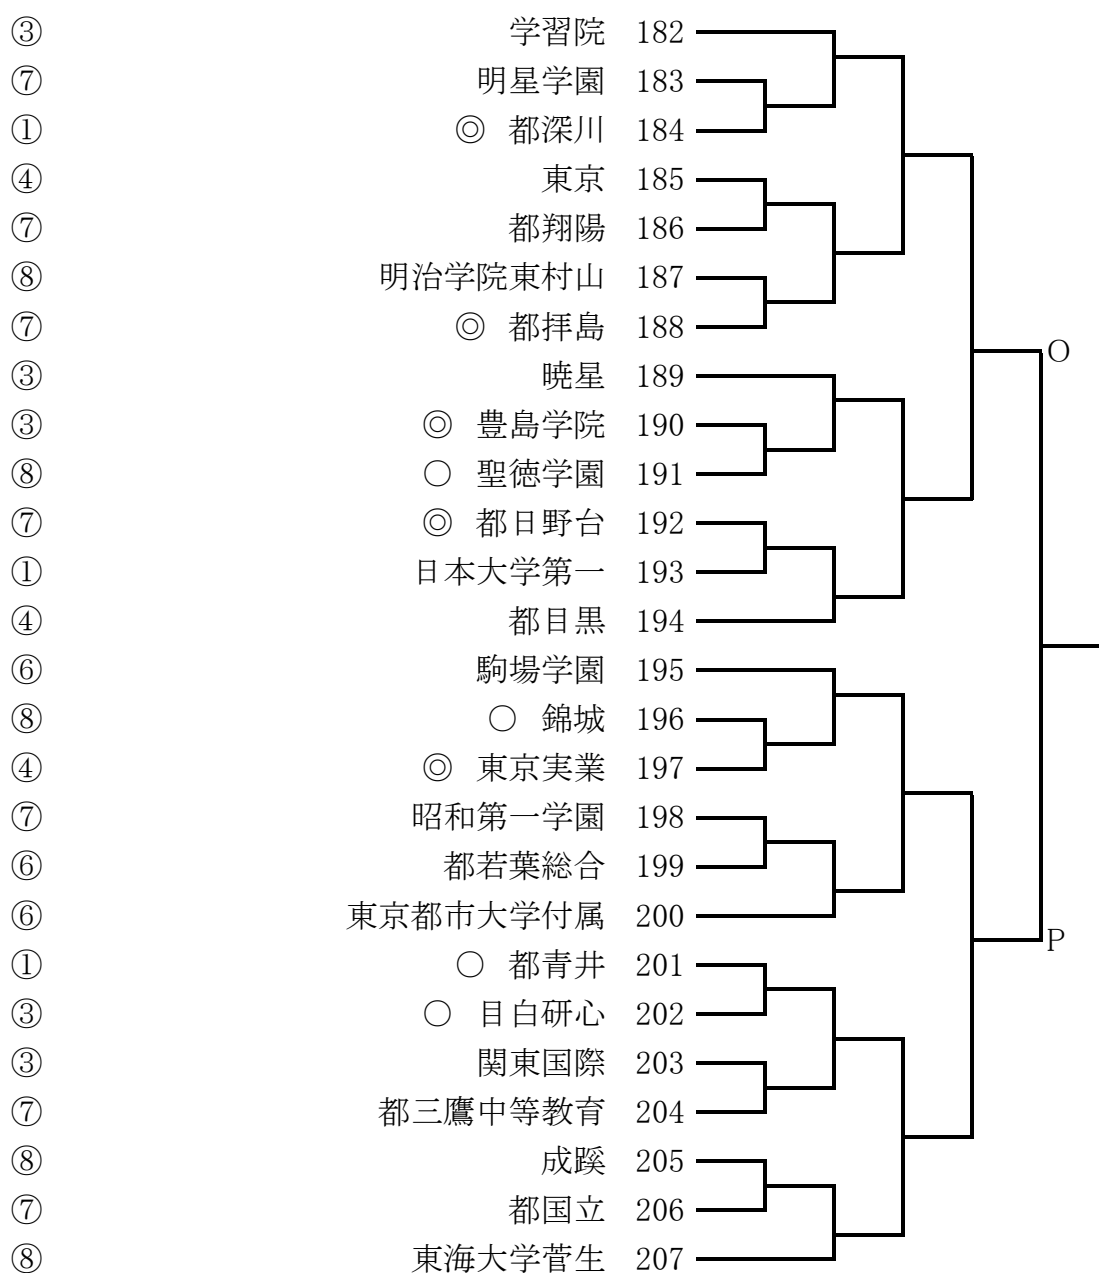 ③ 学習院 182
⑦ 明星学園 183
① ◎ 都深川 184
④ 東京 185
⑦ 都翔陽 186
⑧ 明治学院東村山 187
⑦ ◎ 都拝島 188
O
③ 暁星 189
③ ◎ 豊島学院 190
⑧ ○ 聖徳学園 191
⑦ ◎ 都日野台 192
① 日本大学第一 193
④ 都目黒 194
⑥ 駒場学園 195
⑧ ○ 錦城 196
④ ◎ 東京実業 197
⑦ 昭和第一学園 198
⑥ 都若葉総合 199
⑥ 東京都市大学付属 200
P
① ○ 都青井 201
③ ○ 目白研心 202
③ 関東国際 203
⑦ 都三鷹中等教育 204
⑧ 成蹊 205
⑦ 都国立 206
⑧ 東海大学菅生 207